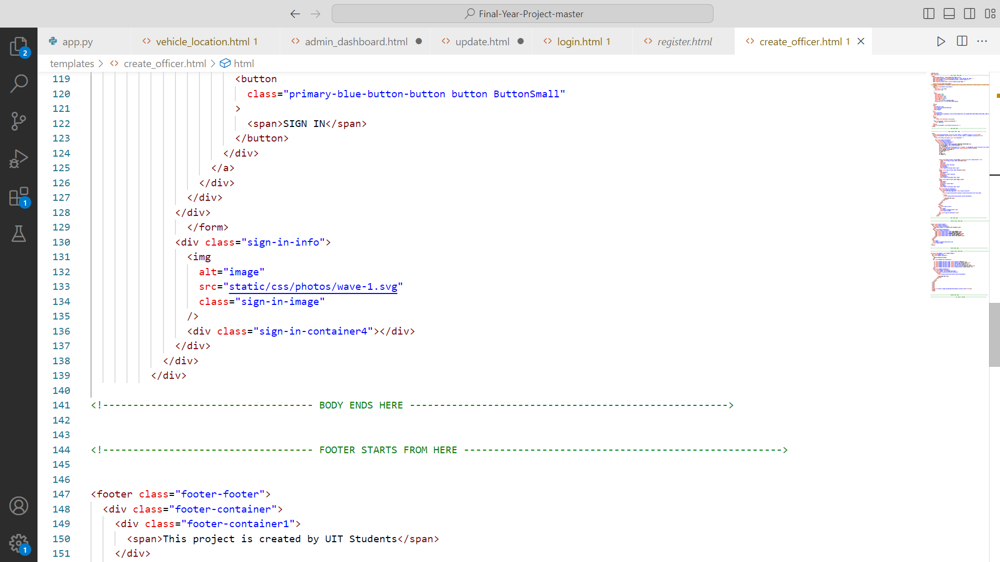 Final-Year-Project-master
app.py
vehicle_location.html 1
admin_dashboard.html
update.html
login.html 1
register.html
create_officer.html 1
templates > create_officer.html > html
2
1
1
119 <button
120 class="primary-blue-button-button button ButtonSmall"
121 >
122 <span>SIGN IN</span>
123 </button>
124 </div>
125 </a>
126 </div>
127 </div>
128 </div>
129 </form>
130 <div class="sign-in-info">
131 <img
132 alt="image"
133 src="static/css/photos/wave-1.svg"
134 class="sign-in-image"
135 />
136 <div class="sign-in-container4"></div>
137 </div>
138 </div>
139 </div>
140
141 <!----------------------------------- BODY ENDS HERE ----------------------------------------------------->
142
143
144 <!----------------------------------- FOOTER STARTS FROM HERE ----------------------------------------------------->
145
146
147 <footer class="footer-footer">
148 <div class="footer-container">
149 <div class="footer-container1">
150 <span>This project is created by UIT Students</span>
151 </div>